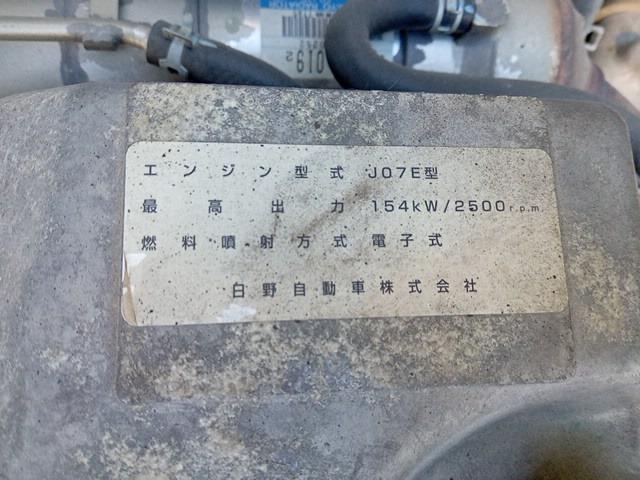 エンジン型式 J07E型
最高出力 154kW/2500r.p.m.
燃料噴射方式 電子式
日野自動車株式会社